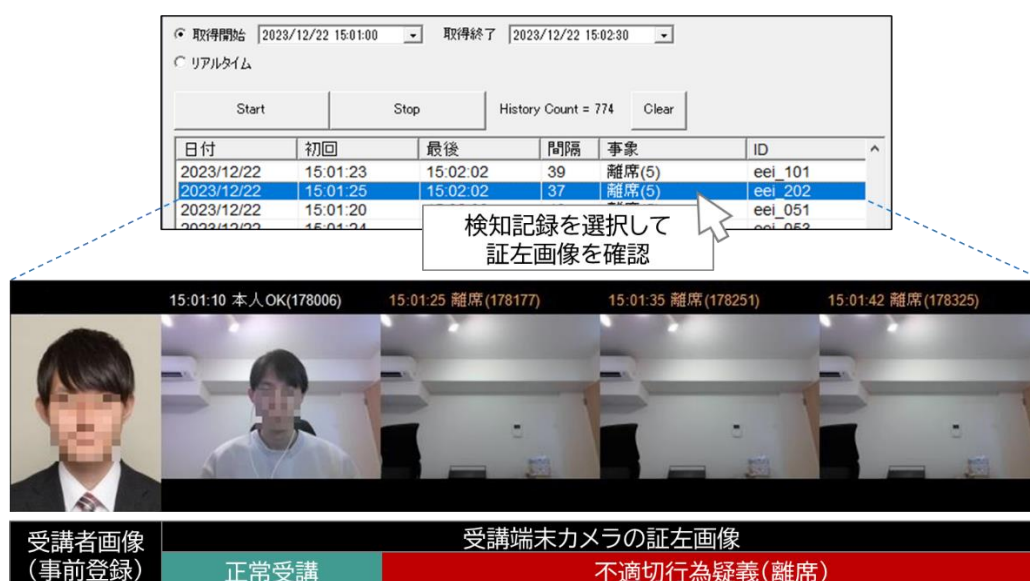 取得開始 2023/12/22 15:01:00 取得終了 2023/12/22 15:02:30
リアルタイム
Start Stop History Count = 774 Clear
日付 初回 最後 間隔 事象 ID
2023/12/22 15:01:23 15:02:02 39 離席(5) eei_101
2023/12/22 15:01:25 15:02:02 37 離席(5) eei_202
2023/12/22 15:01:20 eei_051
2023/12/22 15:01:24 eei_053
検知記録を選択して
証左画像を確認
15:01:10 本人OK(178006) 15:01:25 離席(178177) 15:01:35 離席(178251) 15:01:42 離席(178325)
受講者画像
(事前登録)
受講端末カメラの証左画像
正常受講 不適切行為疑義(離席)